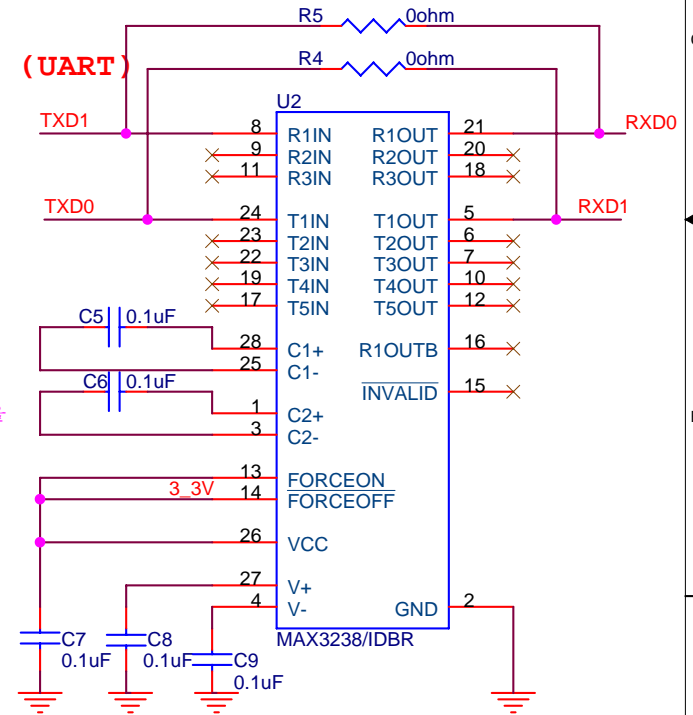 R5 0ohm
(UART) R4 0ohm
U2
TXD1 8 R1IN R1OUT 21 RXD0
9 R2IN R2OUT 20
11 R3IN R3OUT 18
TXD0 24 T1IN T1OUT 5 RXD1
23 T2IN T2OUT 6
22 T3IN T3OUT 7
19 T4IN T4OUT 10
17 T5IN T5OUT 12
C5 0.1uF
28 C1+ R1OUTB 16
25 C1-
C6 0.1uF INVALID 15
1 C2+
3 C2-
13 FORCEON
3_3V 14 FORCEOFF
26 VCC
27 V+
4 V- GND 2
MAX3238/IDBR
C7 0.1uF
C8 0.1uF
C9 0.1uF